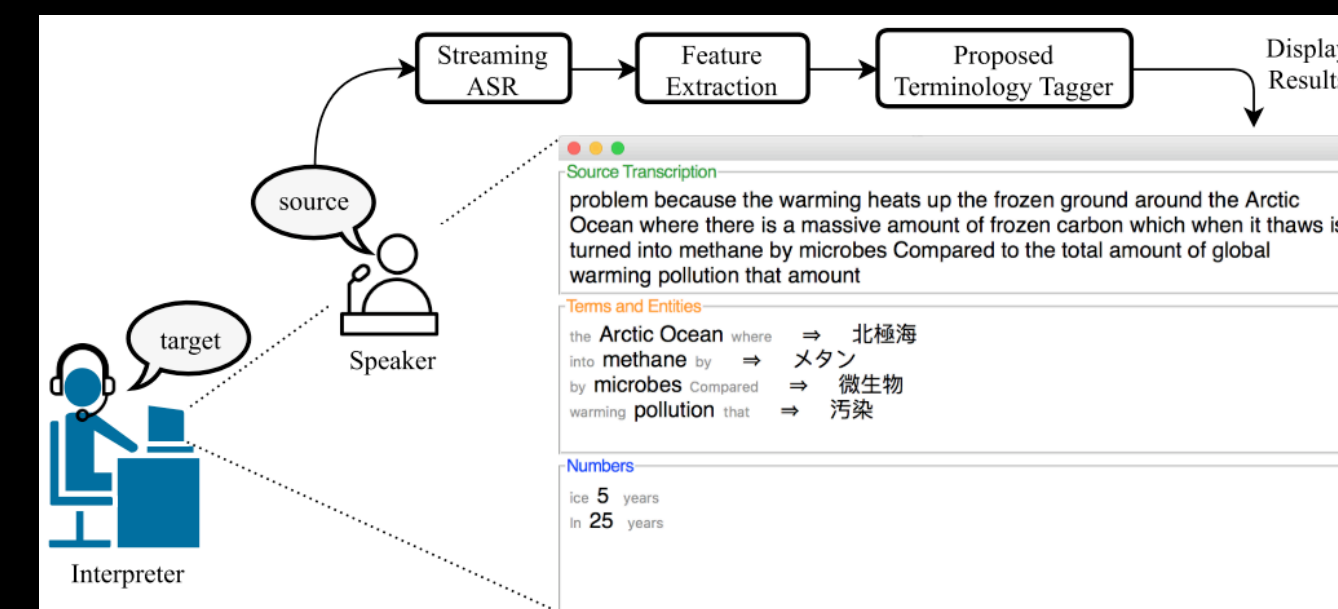 Streaming
ASR
Feature
Extraction
Proposed
Terminology Tagger
Display
Results
source
target
Speaker
Interpreter
Source Transcription
problem because the warming heats up the frozen ground around the Arctic
Ocean where there is a massive amount of frozen carbon which when it thaws is
turned into methane by microbes Compared to the total amount of global
warming pollution that amount
Terms and Entities
the Arctic Ocean where ⇒ 北極海
into methane by ⇒ メタン
by microbes Compared ⇒ 微生物
warming pollution that ⇒ 汚染
Numbers
ice 5 years
In 25 years